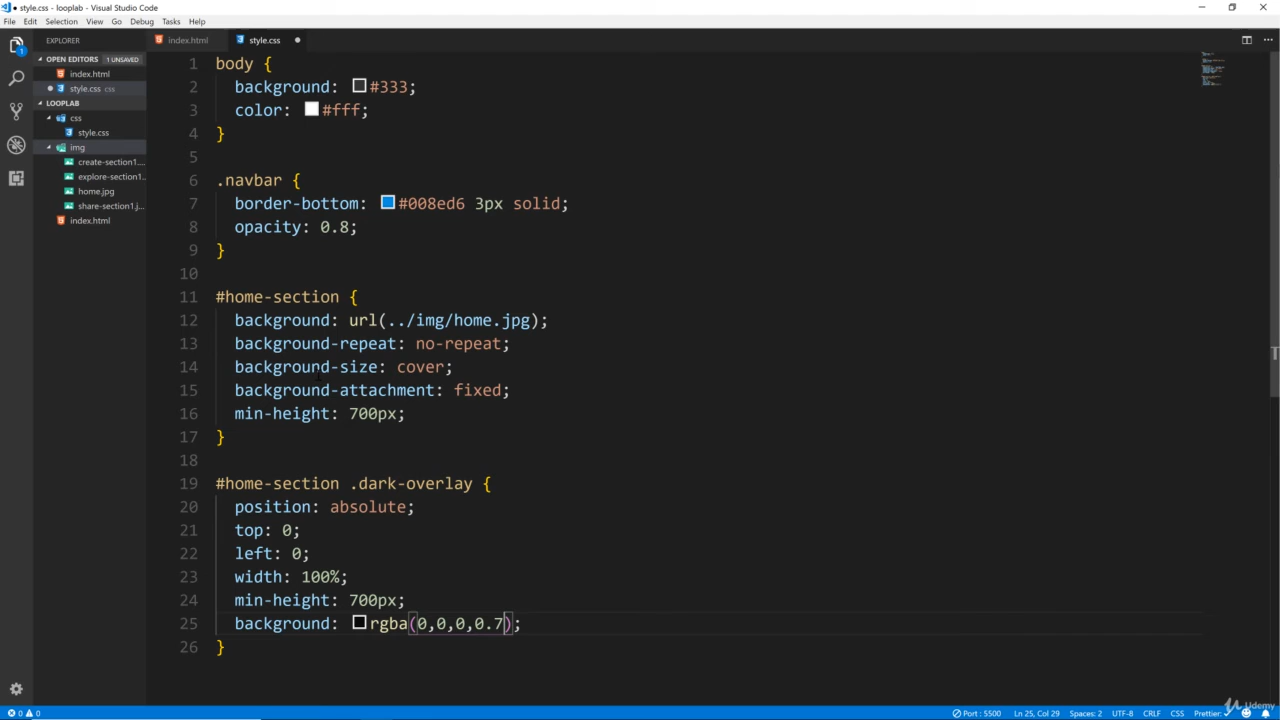 style.css - looplab - Visual Studio Code
File Edit Selection View Go Debug Tasks Help
EXPLORER
index.html
style.css
OPEN EDITORS 1 UNSAVED
index.html
style.css css
LOOPLAB
css
style.css
img
create-section1....
explore-section1...
home.jpg
share-section1.j...
index.html
1
1 body {
2 background: #333;
3 color: #fff;
4 }
5
6 .navbar {
7 border-bottom: #008ed6 3px solid;
8 opacity: 0.8;
9 }
10
11 #home-section {
12 background: url(../img/home.jpg);
13 background-repeat: no-repeat;
14 background-size: cover;
15 background-attachment: fixed;
16 min-height: 700px;
17 }
18
19 #home-section .dark-overlay {
20 position: absolute;
21 top: 0;
22 left: 0;
23 width: 100%;
24 min-height: 700px;
25 background: rgba(0,0,0,0.7);
26 }
0 0 Port : 5500 Ln 25, Col 29 Spaces: 2 UTF-8 CRLF CSS Prettier: ✓
Udemy